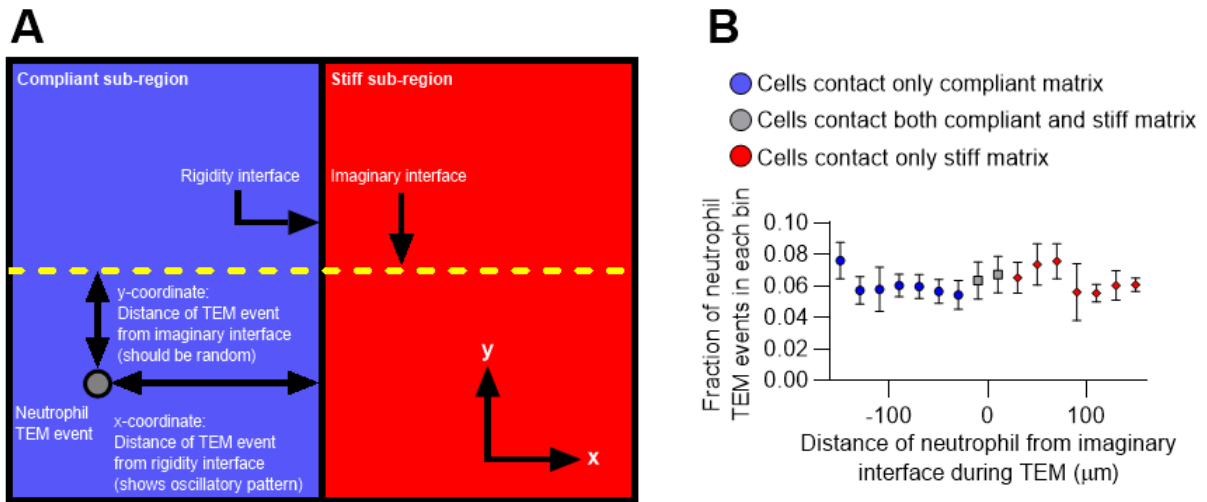 A
Compliant sub-region
Stiff sub-region
Rigidity interface
Imaginary interface
y-coordinate:
Distance of TEM event
from imaginary interface
(should be random)
Neutrophil
TEM event
x-coordinate:
Distance of TEM event
from rigidity interface
(shows oscillatory pattern)
y
x
B
Cells contact only compliant matrix
Cells contact both compliant and stiff matrix
Cells contact only stiff matrix
Fraction of neutrophil
TEM events in each bin
0.10
0.08
0.06
0.04
0.02
0.00
-100
0
100
Distance of neutrophil from imaginary
interface during TEM (μm)